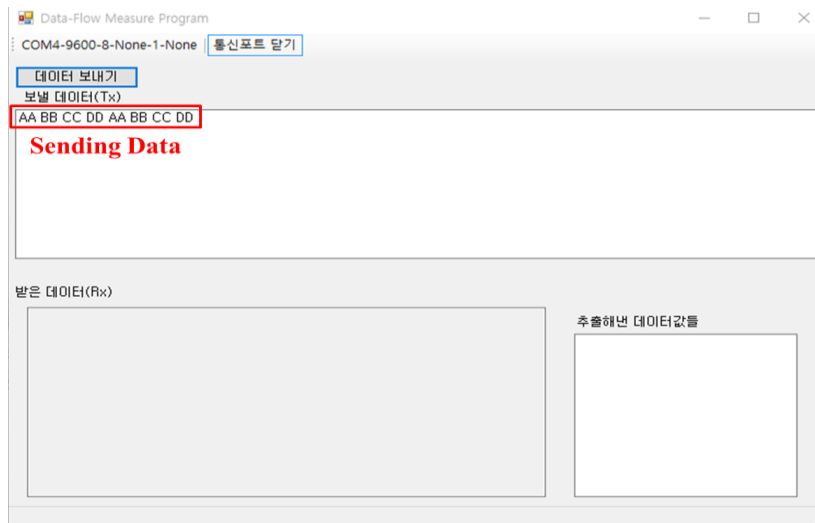 Data-Flow Measure Program
COM4-9600-8-None-1-None 통신포트 닫기
데이터 보내기
보낼 데이터(Tx)
AA BB CC DD AA BB CC DD
Sending Data
받은 데이터(Rx)
추출해낸 데이터값들